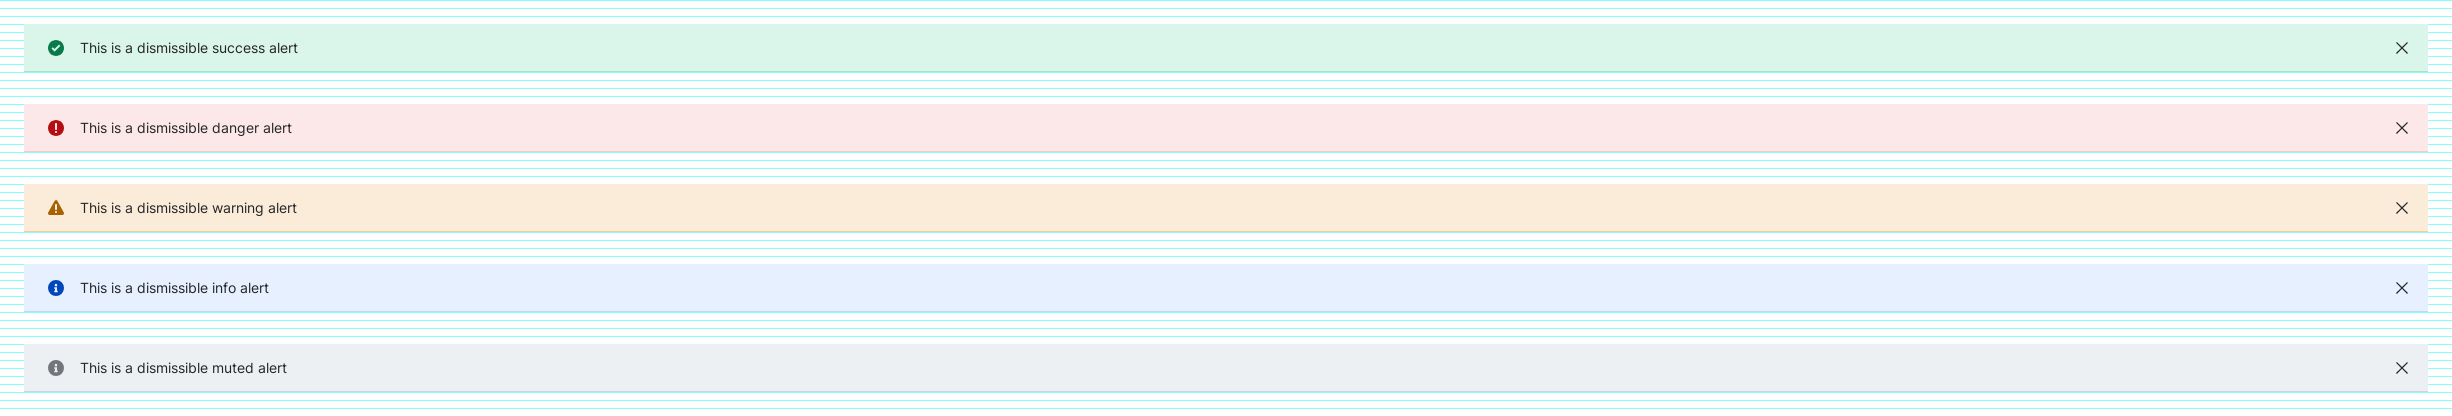 This is a dismissible success alert
This is a dismissible danger alert
This is a dismissible warning alert
This is a dismissible info alert
This is a dismissible muted alert